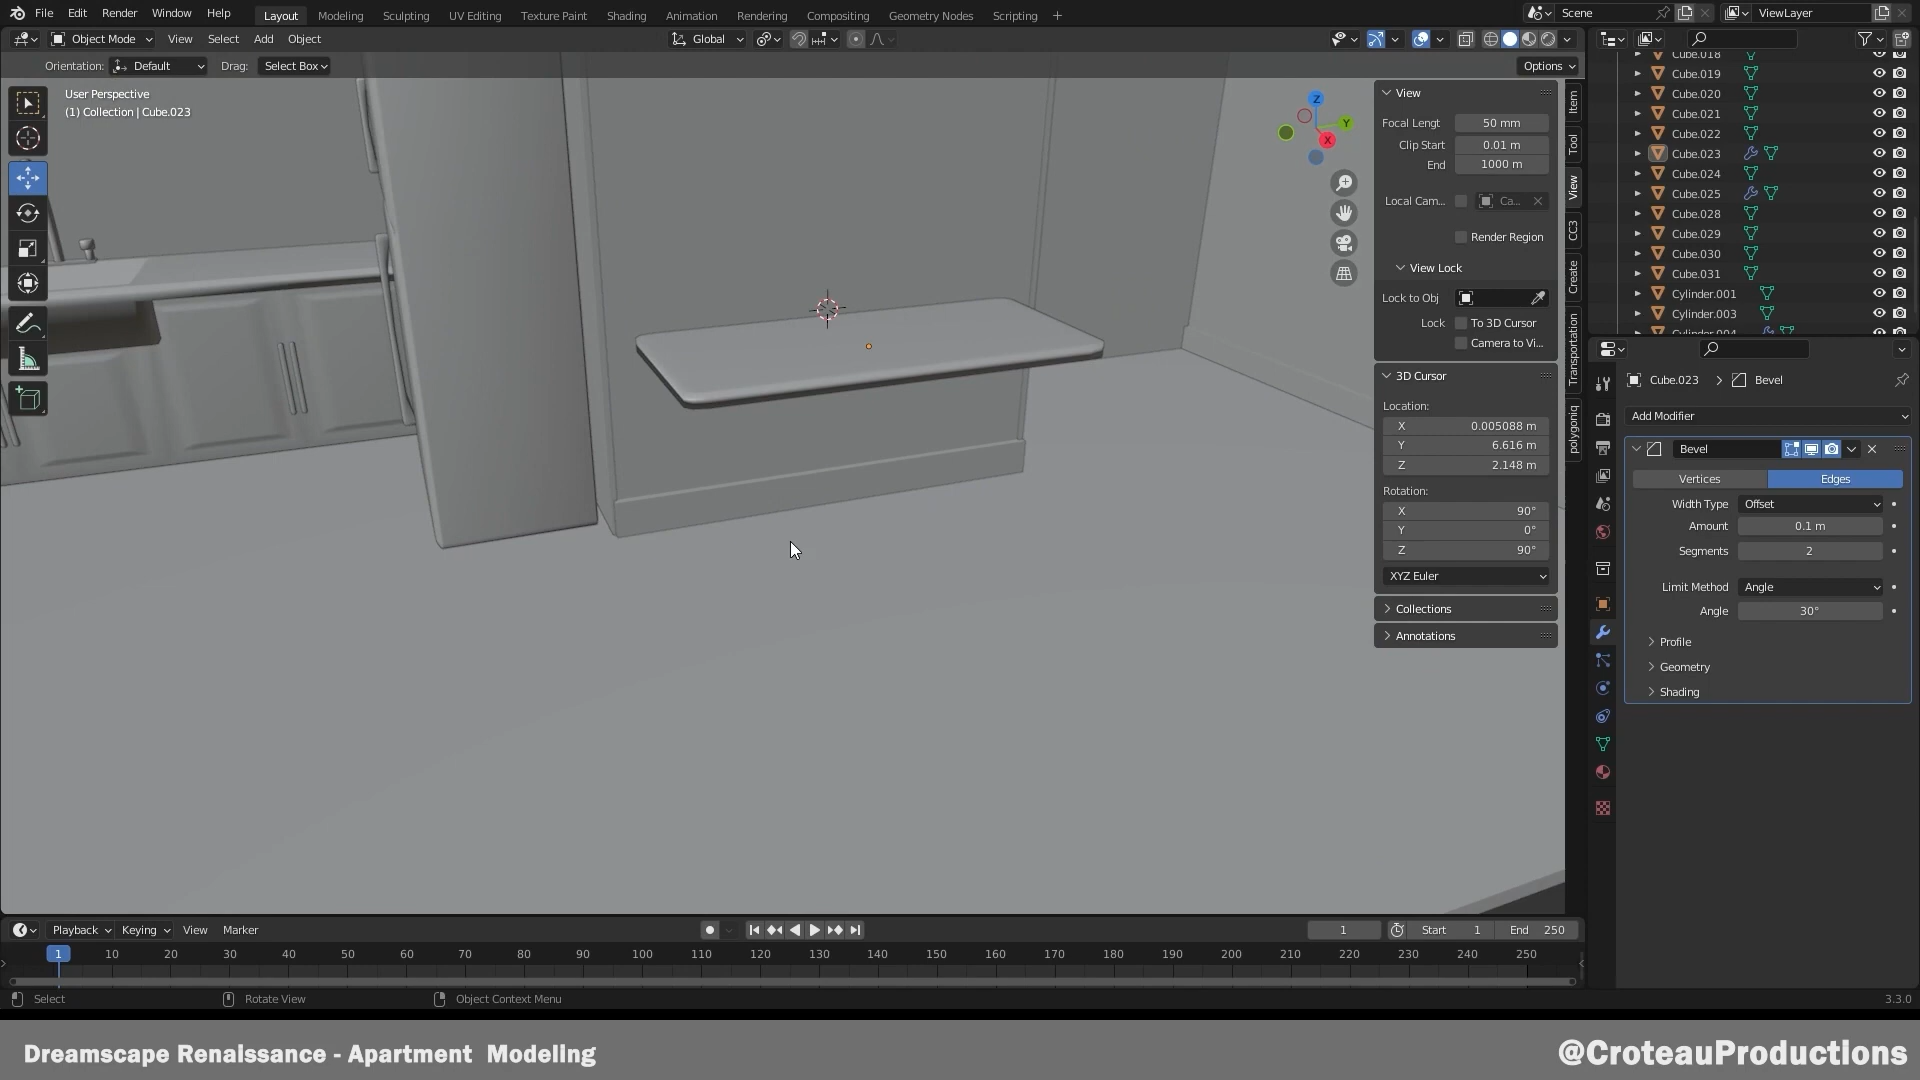 File Edit Render Window Help Layout Modeling Sculpting UV Editing Texture Paint Shading Animation Rendering Compositing Geometry Nodes Scripting + Scene ViewLayer
Object Mode View Select Add Object Global
Orientation: Default Drag: Select Box Options
User Perspective
(1) Collection | Cube.023
Z
Y
X
View
Focal Lengt 50 mm
Clip Start 0.01 m
End 1000 m
Local Cam... Ca...
Render Region
View Lock
Lock to Obj
Lock To 3D Cursor
Camera to Vi...
3D Cursor
Location:
X 0.005088 m
Y 6.616 m
Z 2.148 m
Rotation:
X 90°
Y 0°
Z 90°
XYZ Euler
Collections
Annotations
Item
Tool
View
CC3
Create
Transportation
polygoniq
Cube.018
Cube.019
Cube.020
Cube.021
Cube.022
Cube.023
Cube.024
Cube.025
Cube.028
Cube.029
Cube.030
Cube.031
Cylinder.001
Cylinder.003
Cylinder.004
Cube.023 > Bevel
Add Modifier
Bevel
Vertices Edges
Width Type Offset
Amount 0.1 m
Segments 2
Limit Method Angle
Angle 30°
Profile
Geometry
Shading
Playback Keying View Marker 1 Start 1 End 250
1 10 20 30 40 50 60 70 80 90 100 110 120 130 140 150 160 170 180 190 200 210 220 230 240 250
Select Rotate View Object Context Menu 3.3.0
Dreamscape Renaissance - Apartment Modeling
@CroteauProductions